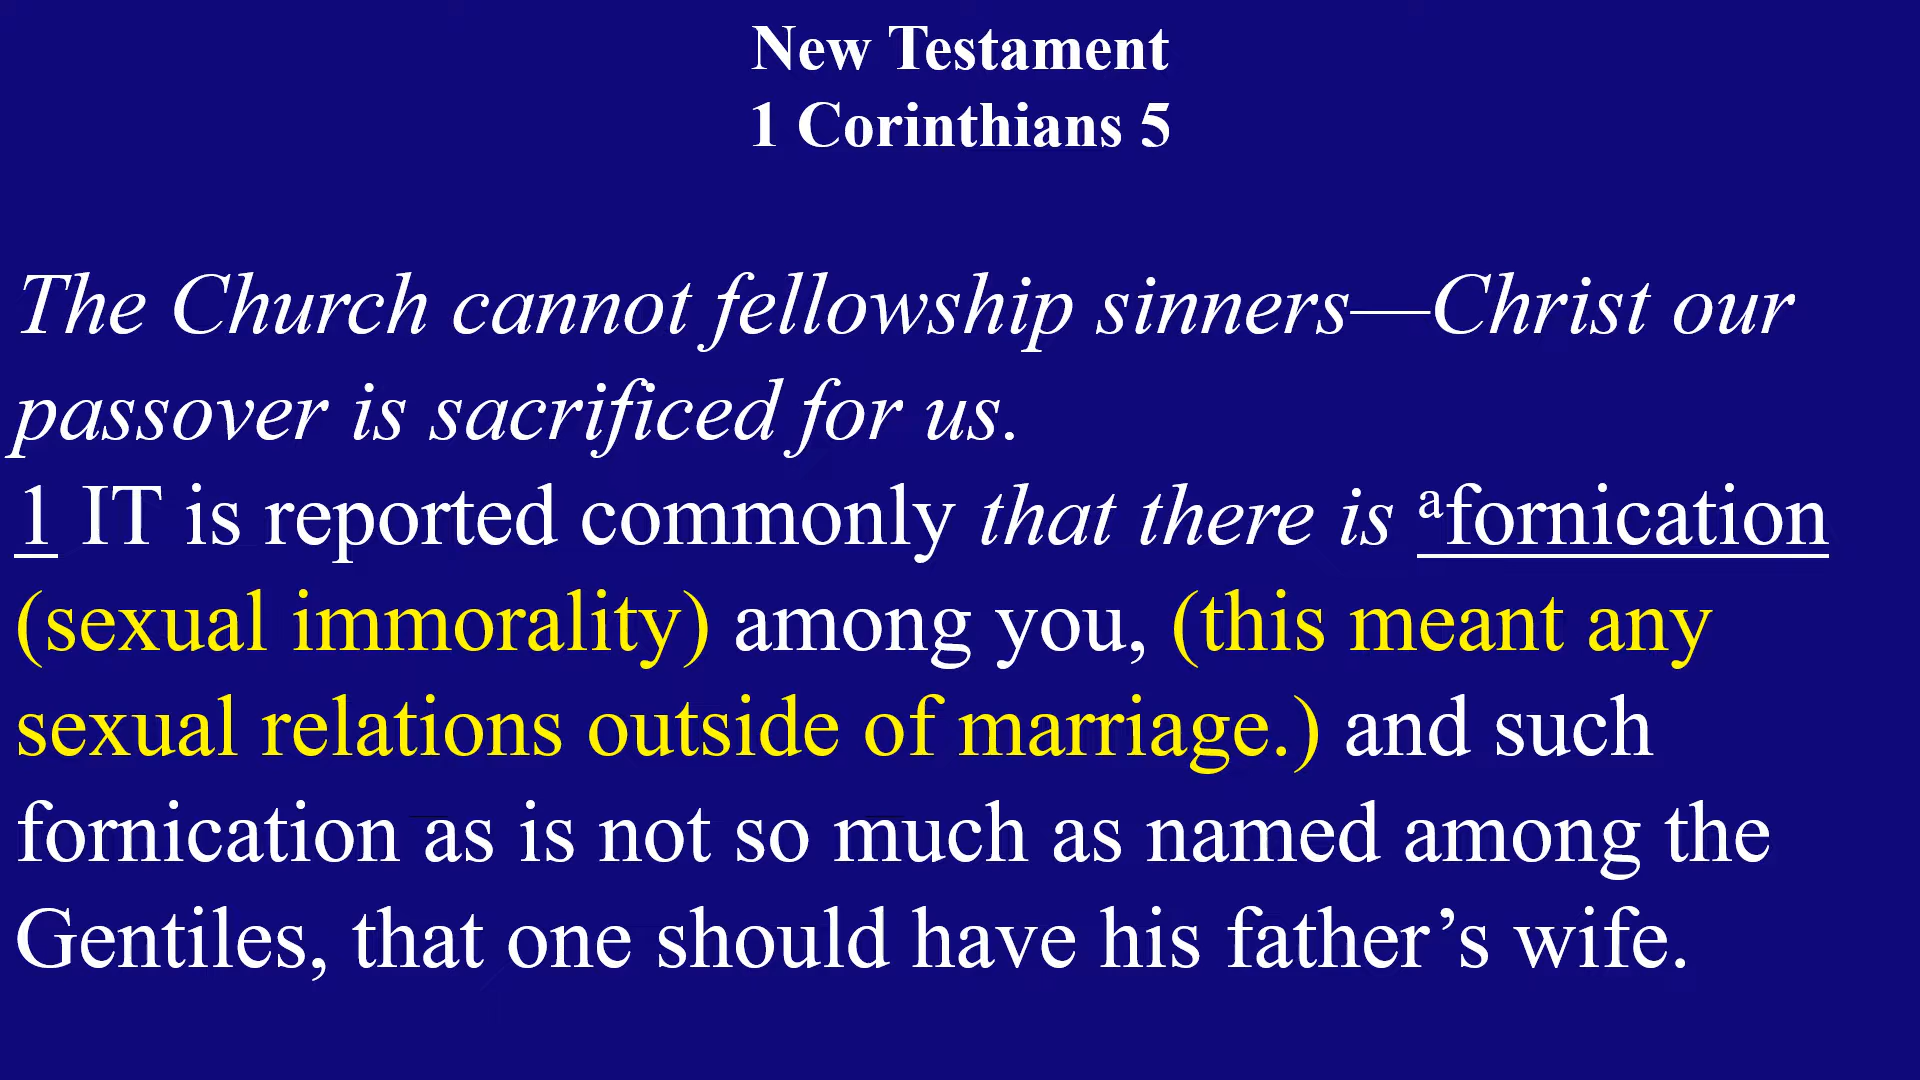 New Testament
1 Corinthians 5
The Church cannot fellowship sinners—Christ our
passover is sacrificed for us.
1 IT is reported commonly that there is ᵃfornication
(sexual immorality) among you, (this meant any
sexual relations outside of marriage.) and such
fornication as is not so much as named among the
Gentiles, that one should have his father’s wife.